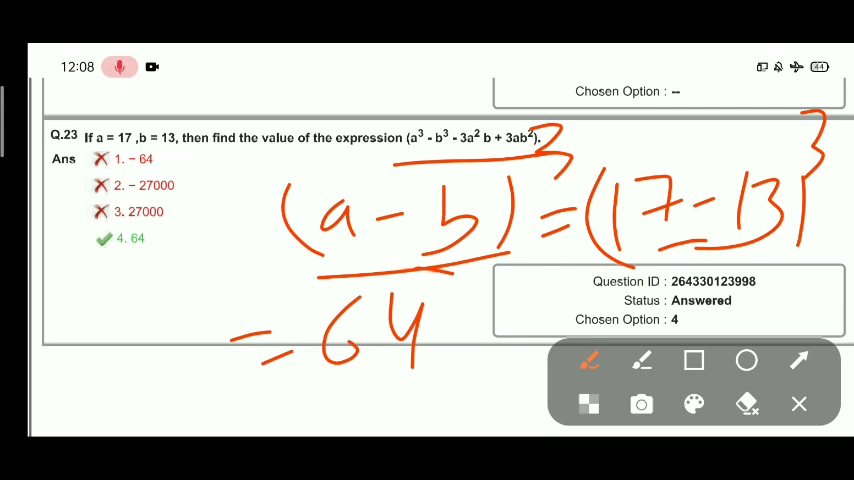 12:08
44
Chosen Option : --
Q.23 If a = 17 ,b = 13, then find the value of the expression (a³ - b³ - 3a² b + 3ab²).
Ans 1. – 64
2. – 27000
3. 27000
4. 64
(a - b)³ = (17 - 13)³
= 64
Question ID : 264330123998
Status : Answered
Chosen Option : 4